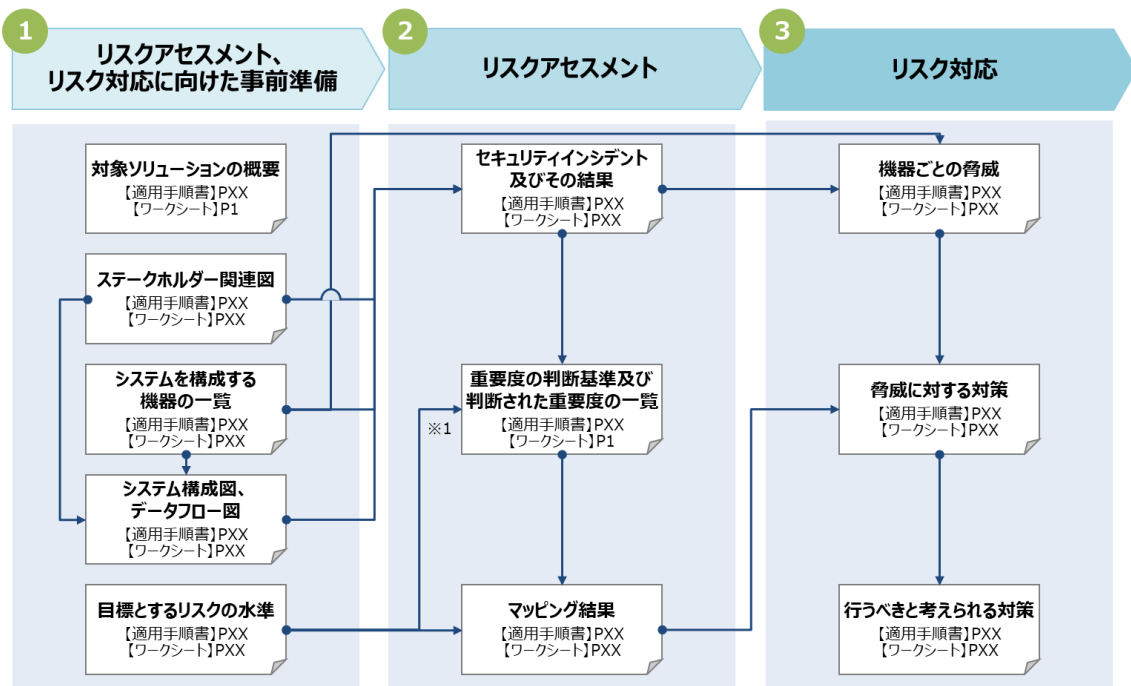 1
リスクアセスメント、
リスク対応に向けた事前準備
2
リスクアセスメント
3
リスク対応
対象ソリューションの概要
【適用手順書】PXX
【ワークシート】P1
ステークホルダー関連図
【適用手順書】PXX
【ワークシート】PXX
システムを構成する
機器の一覧
【適用手順書】PXX
【ワークシート】PXX
システム構成図、
データフロー図
【適用手順書】PXX
【ワークシート】PXX
目標とするリスクの水準
【適用手順書】PXX
【ワークシート】PXX
セキュリティインシデント
及びその結果
【適用手順書】PXX
【ワークシート】PXX
※1
重要度の判断基準及び
判断された重要度の一覧
【適用手順書】PXX
【ワークシート】P1
マッピング結果
【適用手順書】PXX
【ワークシート】PXX
機器ごとの脅威
【適用手順書】PXX
【ワークシート】PXX
脅威に対する対策
【適用手順書】PXX
【ワークシート】PXX
行うべきと考えられる対策
【適用手順書】PXX
【ワークシート】PXX